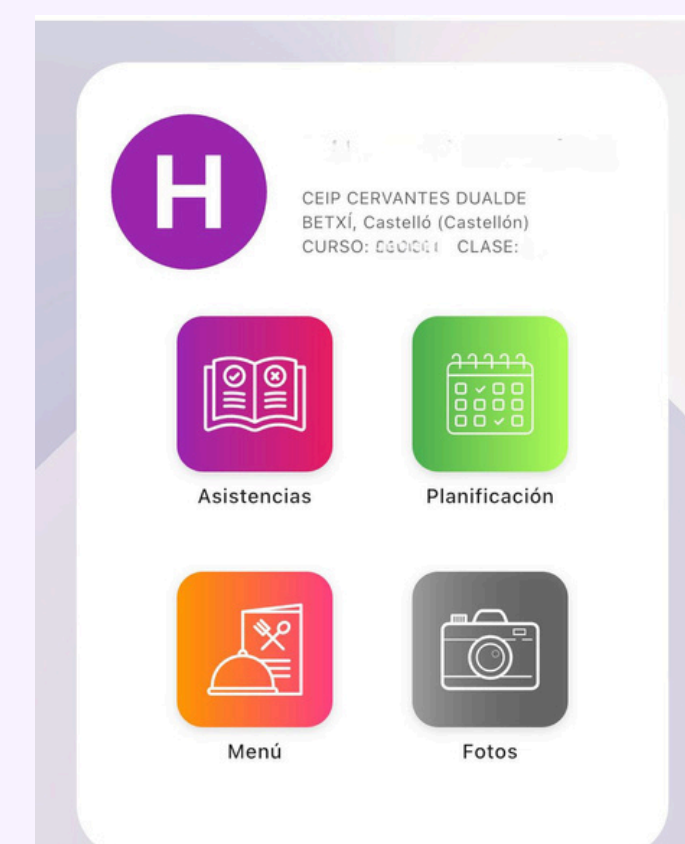 H
CEIP CERVANTES DUALDE
BETXÍ, Castelló (Castellón)
CURSO: CLASE:
Asistencias
Planificación
Menú
Fotos